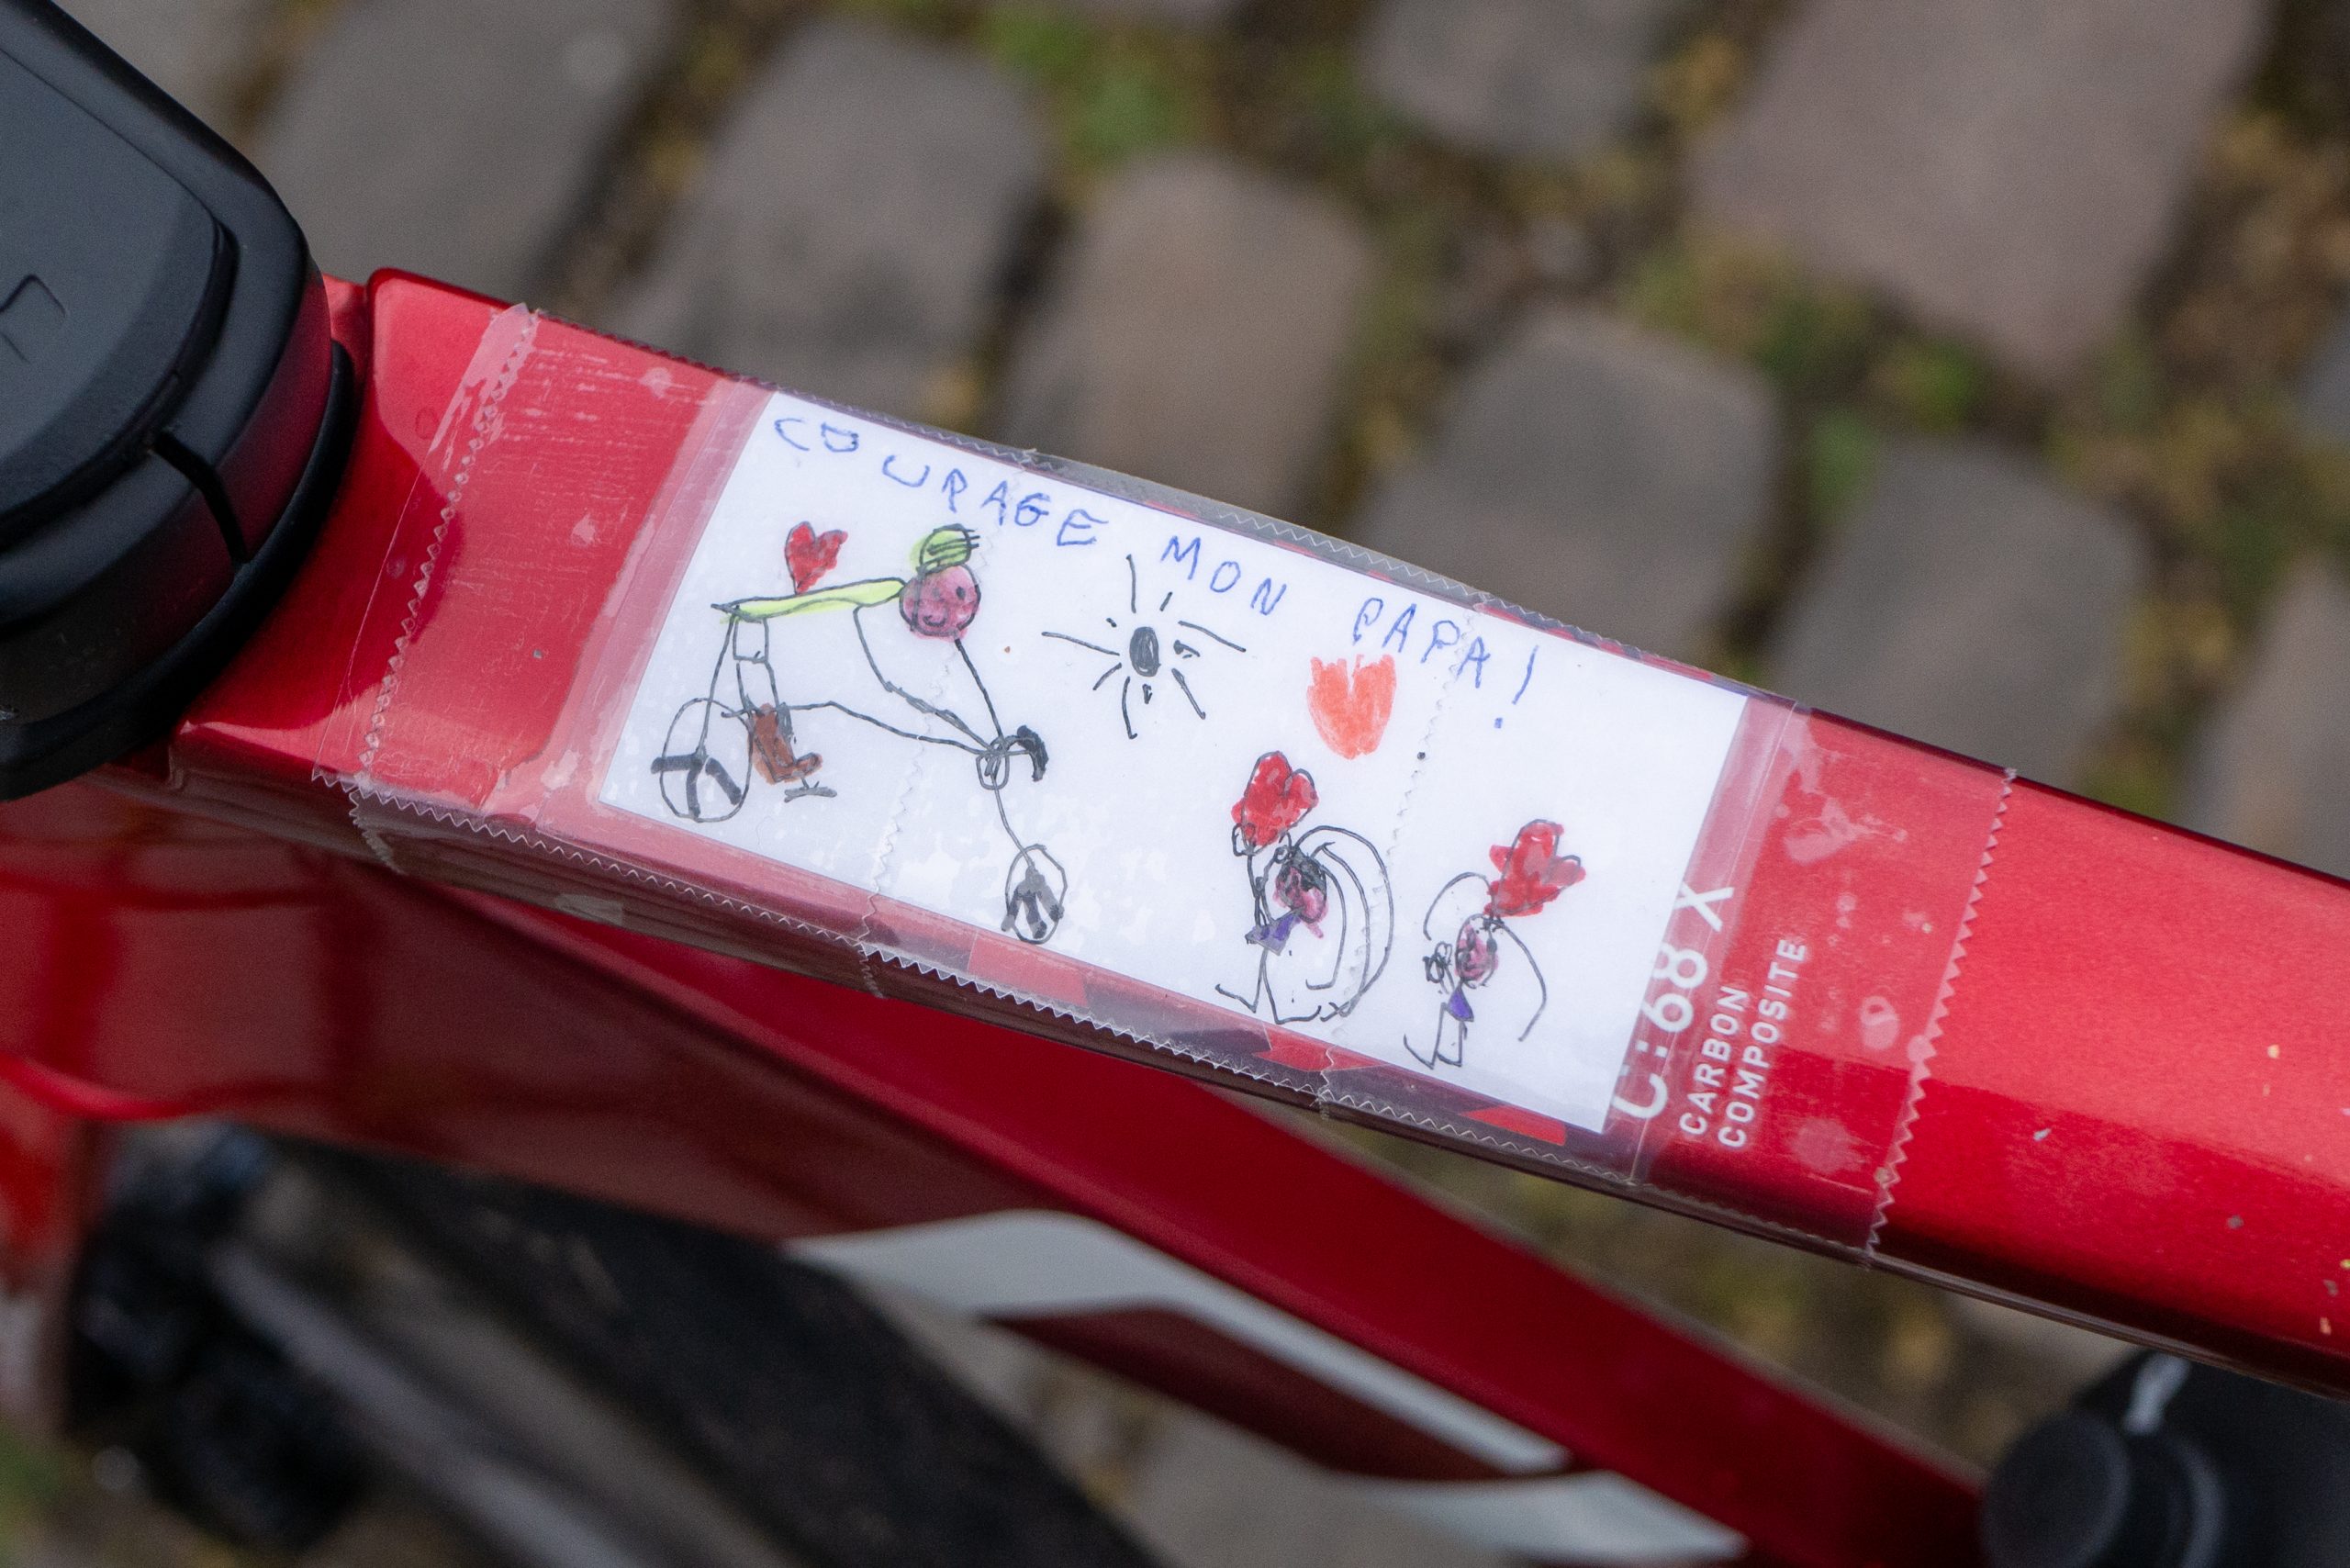 COURAGE MON PAPA!
C:68 X
CARBON
COMPOSITE